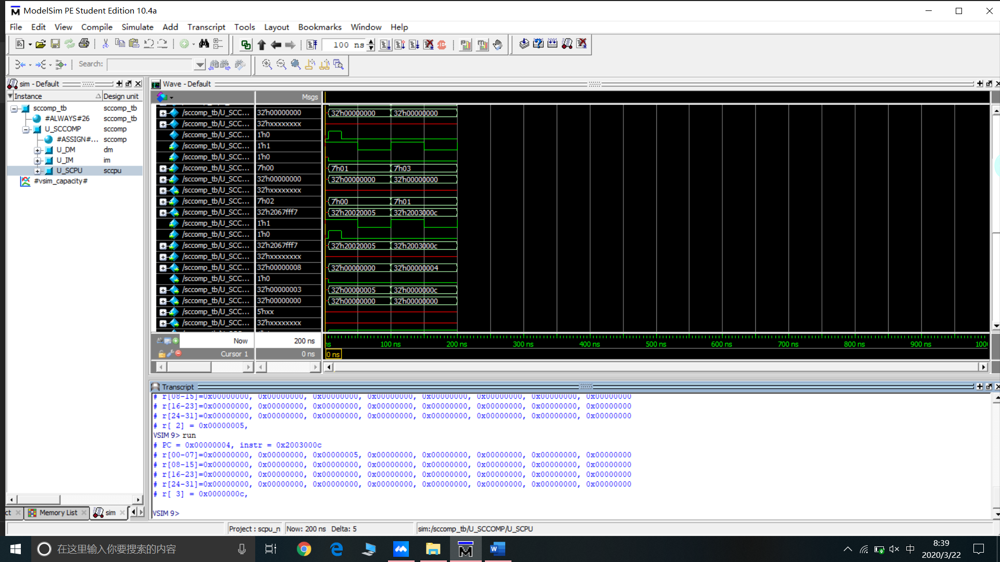 ModelSim PE Student Edition 10.4a
File Edit View Compile Simulate Add Transcript Tools Layout Bookmarks Window Help
100 ns
Search:
sim - Default
Instance Design unit
sccomp_tb sccomp_tb
#ALWAYS#26 sccomp_tb
U_SCCOMP sccomp
#ASSIGN#... sccomp
U_DM dm
U_IM im
U_SCPU sccpu
#vsim_capacity#
Wave - Default
Msgs
/sccomp_tb/U_SCC... 32'h00000000 32'h00000000 32'h00000000
/sccomp_tb/U_SCC... 32'hxxxxxxxx
/sccomp_tb/U_SCC... 1'h0
/sccomp_tb/U_SCC... 1'h1
/sccomp_tb/U_SCC... 1'h0
/sccomp_tb/U_SCC... 7'h00 7'h01 7'h03
/sccomp_tb/U_SCC... 32'h00000000 32'h00000000 32'h00000000
/sccomp_tb/U_SCC... 32'hxxxxxxxx
/sccomp_tb/U_SCC... 7'h02 7'h00 7'h01
/sccomp_tb/U_SCC... 32'h2067fff7 32'h20020005 32'h2003000c
/sccomp_tb/U_SCC... 1'h1
/sccomp_tb/U_SCC... 1'h0
/sccomp_tb/U_SCC... 32'h2067fff7 32'h20020005 32'h2003000c
/sccomp_tb/U_SCC... 32'hxxxxxxxx
/sccomp_tb/U_SCC... 32'h00000008 32'h00000000 32'h00000004
/sccomp_tb/U_SCC... 1'h0
/sccomp_tb/U_SCC... 32'h00000003 32'h00000005 32'h0000000c
/sccomp_tb/U_SCC... 32'h00000000 32'h00000000 32'h00000000
/sccomp_tb/U_SCC... 5'hxx
/sccomp_tb/U_SCC... 32'hxxxxxxxx
Now 200 ns ns 100 ns 200 ns 300 ns 400 ns 500 ns 600 ns 700 ns 800 ns 900 ns 100
Cursor 1 0 ns 0 ns
Transcript
# r[08-15]=0x00000000, 0x00000000, 0x00000000, 0x00000000, 0x00000000, 0x00000000, 0x00000000, 0x00000000
# r[16-23]=0x00000000, 0x00000000, 0x00000000, 0x00000000, 0x00000000, 0x00000000, 0x00000000, 0x00000000
# r[24-31]=0x00000000, 0x00000000, 0x00000000, 0x00000000, 0x00000000, 0x00000000, 0x00000000, 0x00000000
# r[ 2] = 0x00000005,
VSIM 9> run
# PC = 0x00000004, instr = 0x2003000c
# r[00-07]=0x00000000, 0x00000000, 0x00000005, 0x00000000, 0x00000000, 0x00000000, 0x00000000, 0x00000000
# r[08-15]=0x00000000, 0x00000000, 0x00000000, 0x00000000, 0x00000000, 0x00000000, 0x00000000, 0x00000000
# r[16-23]=0x00000000, 0x00000000, 0x00000000, 0x00000000, 0x00000000, 0x00000000, 0x00000000, 0x00000000
# r[24-31]=0x00000000, 0x00000000, 0x00000000, 0x00000000, 0x00000000, 0x00000000, 0x00000000, 0x00000000
# r[ 3] = 0x0000000c,
VSIM 9>
ct Memory List sim
Project : scpu_n Now: 200 ns Delta: 5 sim:/sccomp_tb/U_SCCOMP/U_SCPU
在这里输入你要搜索的内容
中
8:39
2020/3/22